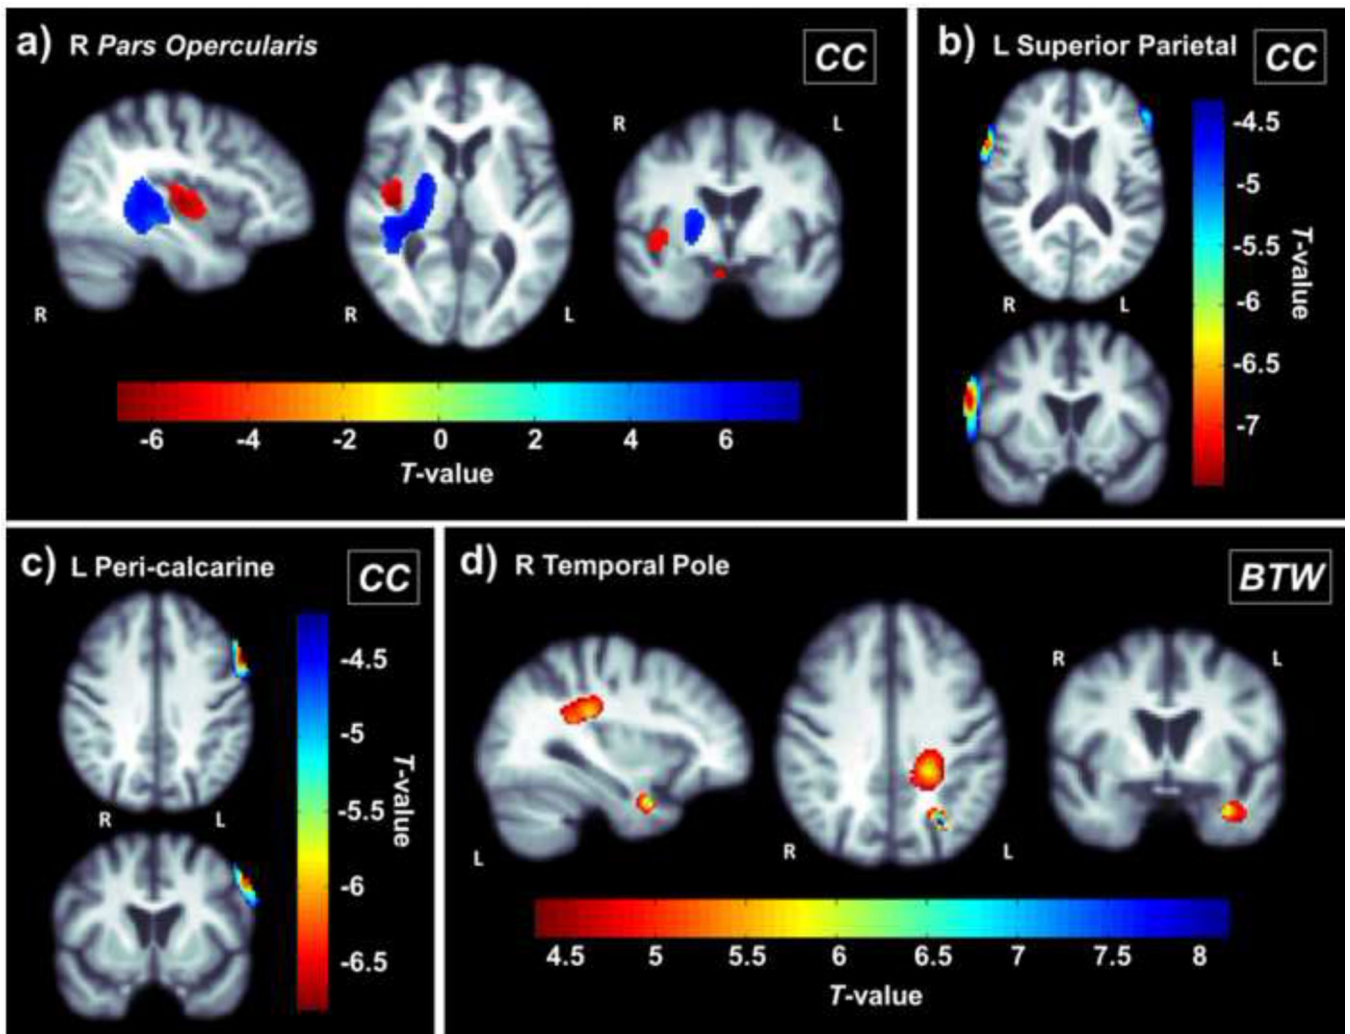 a) R Pars Opercularis
CC
R
R
L
R
L
-6 -4 -2 0 2 4 6
T-value
b) L Superior Parietal
CC
R
L
-4.5
-5
-5.5
-6
-6.5
-7
T-value
c) L Peri-calcarine
CC
R
L
-4.5
-5
-5.5
-6
-6.5
T-value
d) R Temporal Pole
BTW
L
R
L
R
L
4.5 5 5.5 6 6.5 7 7.5 8
T-value